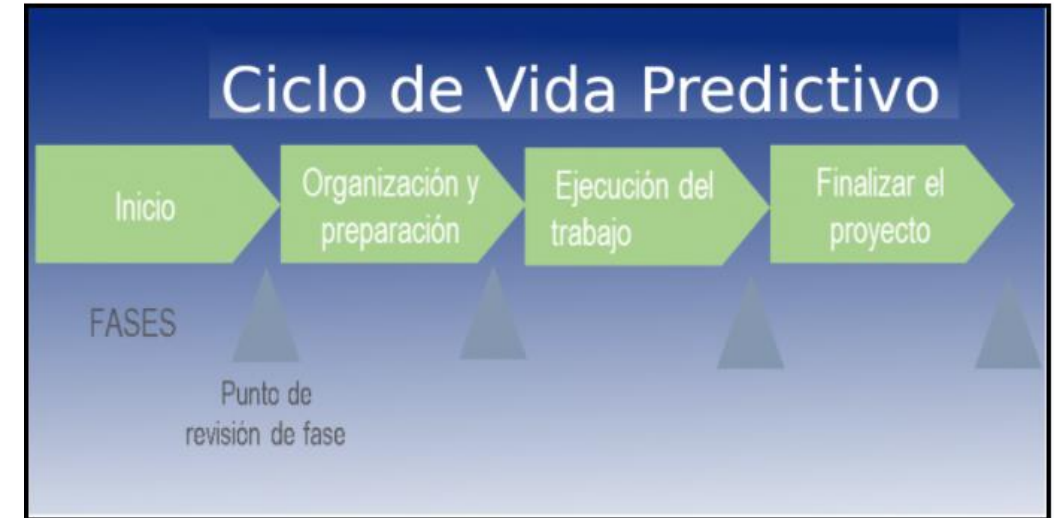 Ciclo de Vida Predictivo
Inicio
Organización y
preparación
Ejecución del
trabajo
Finalizar el
proyecto
FASES
Punto de
revisión de fase